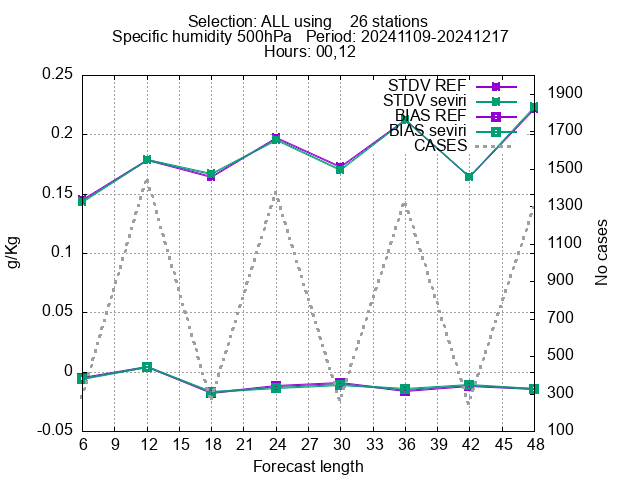 Selection: ALL using 26 stations
Specific humidity 500hPa Period: 20241109-20241217
Hours: 00,12
STDV REF
STDV seviri
BIAS REF
BIAS seviri
CASES
0.25
0.2
0.15
0.1
0.05
0
-0.05
g/Kg
1900
1700
1500
1300
1100
900
700
500
300
100
No cases
6 9 12 15 18 21 24 27 30 33 36 39 42 45 48
Forecast length